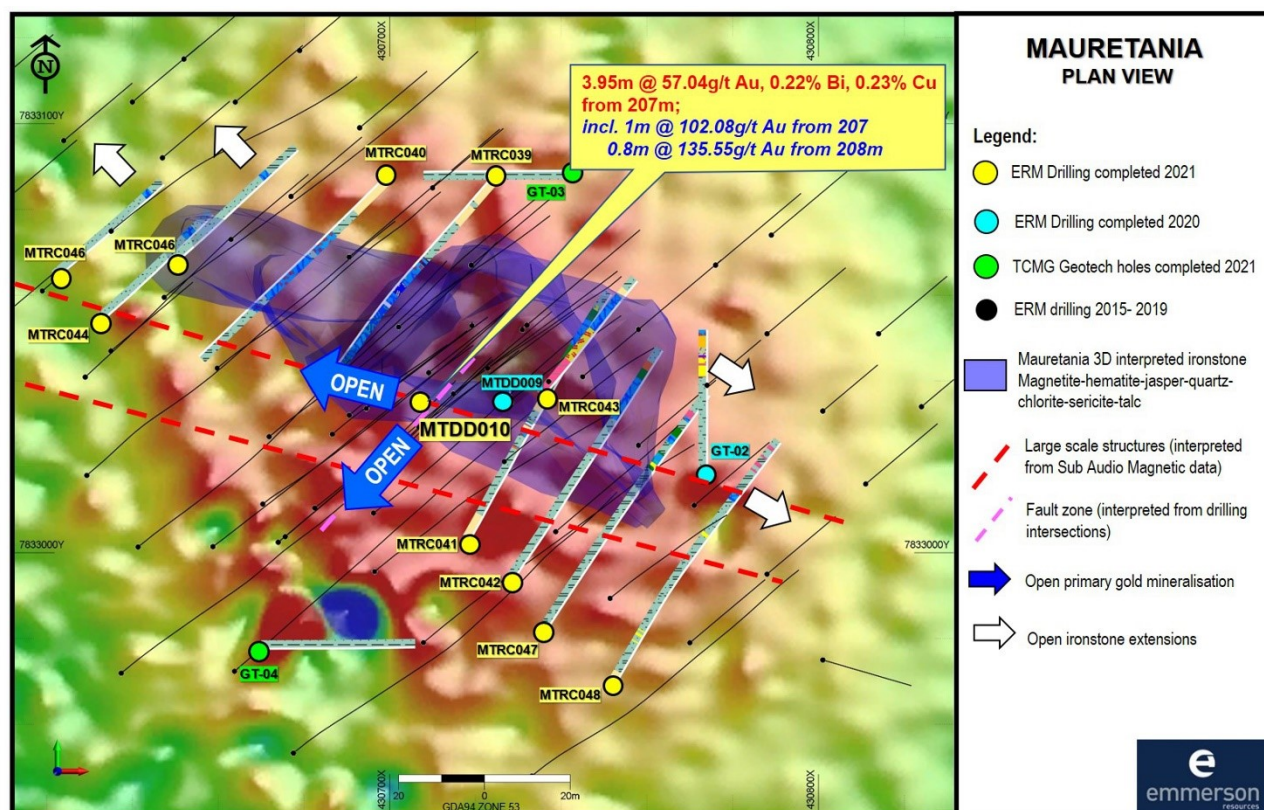 N
430700X
430800X
7833100Y
3.95m @ 57.04g/t Au, 0.22% Bi, 0.23% Cu
from 207m;
incl. 1m @ 102.08g/t Au from 207
0.8m @ 135.55g/t Au from 208m
MTRC040
MTRC039
GT-03
MTRC046
MTRC046
MTRC044
OPEN
MTDD009
MTRC043
MTDD010
OPEN
GT-02
7833000Y
7833000Y
MTRC041
MTRC042
MTRC047
GT-04
MTRC048
430700X
430800X
20 0 20m
GDA94 ZONE 53
MAURETANIA
PLAN VIEW
Legend:
ERM Drilling completed 2021
ERM Drilling completed 2020
TCMG Geotech holes completed 2021
ERM drilling 2015- 2019
Mauretania 3D interpreted ironstone
Magnetite-hematite-jasper-quartz-
chlorite-sericite-talc
Large scale structures (interpreted
from Sub Audio Magnetic data)
Fault zone (interpreted from drilling
intersections)
Open primary gold mineralisation
Open ironstone extensions
e
emmerson
resources